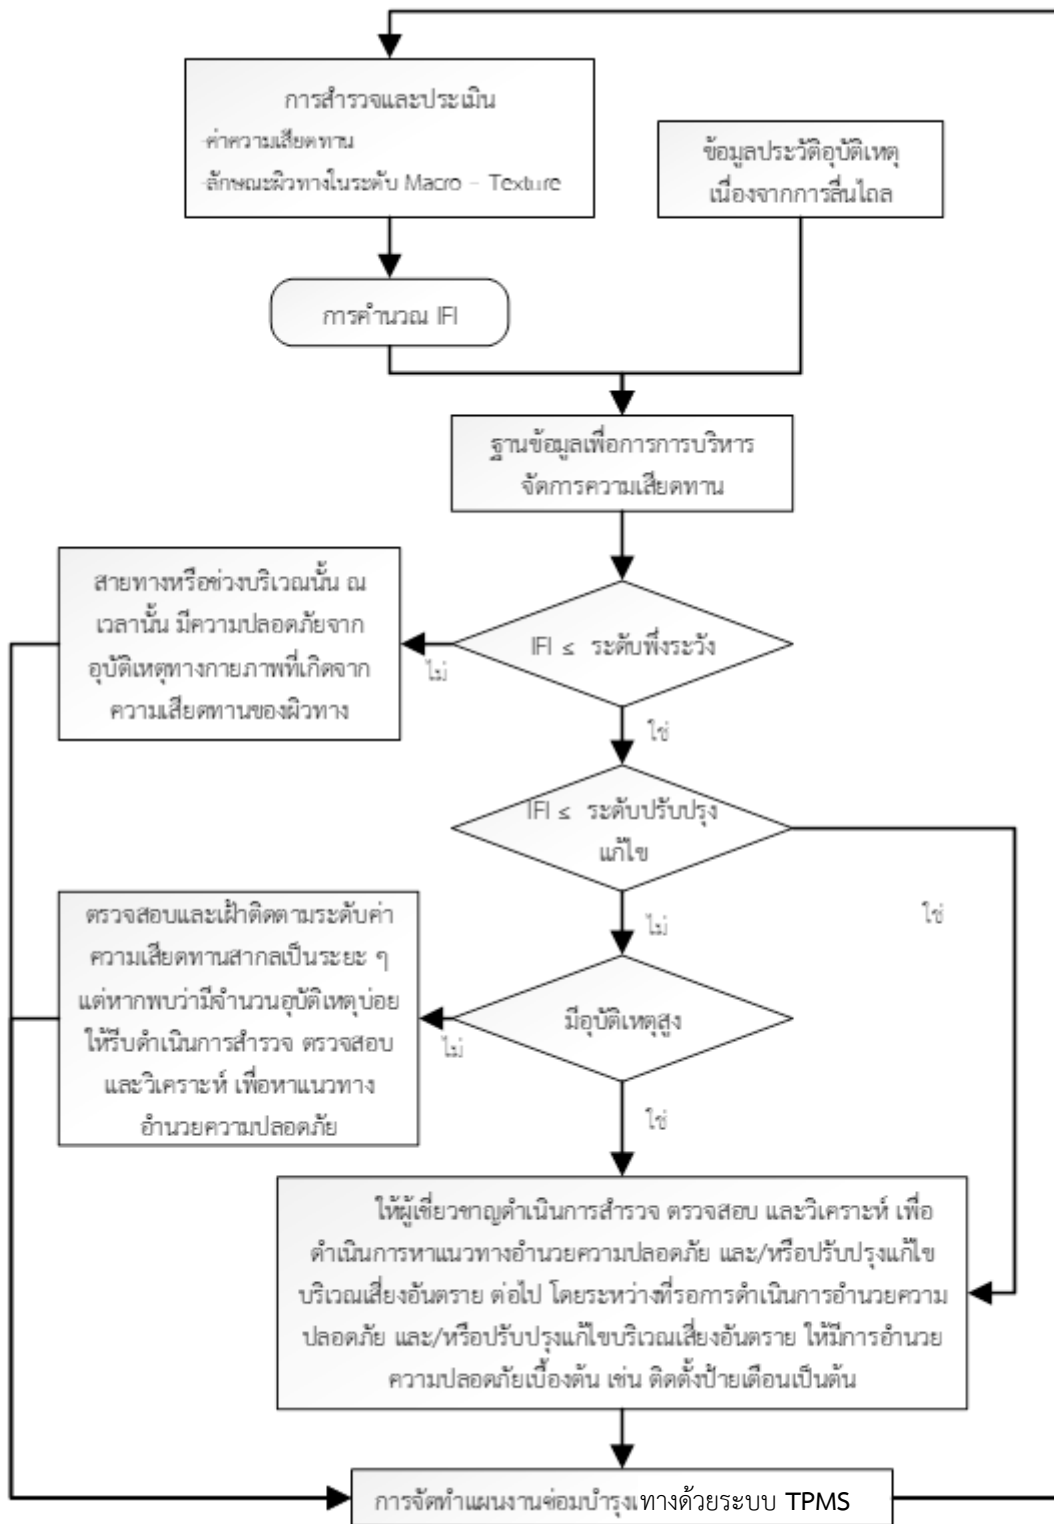 การสำรวจและประเมิน
-ค่าความเสียดทาน
-ลักษณะผิวทางในระดับ Macro – Texture
ข้อมูลประวัติอุบัติเหตุ
เนื่องจากการลื่นไถล
การคำนวณ IFI
ฐานข้อมูลเพื่อการการบริหาร
จัดการความเสียดทาน
สายทางหรือช่วงบริเวณนั้น ณ
เวลานั้น มีความปลอดภัยจาก
อุบัติเหตุทางกายภาพที่เกิดจาก
ความเสียดทานของผิวทาง
IFI ≤ ระดับพึงระวัง
ไม่
ใช่
IFI ≤ ระดับปรับปรุง
แก้ไข
ใช่
ไม่
ตรวจสอบและเฝ้าติดตามระดับค่า
ความเสียดทานสากลเป็นระยะ ๆ
แต่หากพบว่ามีจำนวนอุบัติเหตุบ่อย
ให้รีบดำเนินการสำรวจ ตรวจสอบ
และวิเคราะห์ เพื่อหาแนวทาง
อำนวยความปลอดภัย
มีอุบัติเหตุสูง
ไม่
ใช่
ให้ผู้เชี่ยวชาญดำเนินการสำรวจ ตรวจสอบ และวิเคราะห์ เพื่อ
ดำเนินการหาแนวทางอำนวยความปลอดภัย และ/หรือปรับปรุงแก้ไข
บริเวณเสี่ยงอันตราย ต่อไป โดยระหว่างที่รอการดำเนินการอำนวยความ
ปลอดภัย และ/หรือปรับปรุงแก้ไขบริเวณเสี่ยงอันตราย ให้มีการอำนวย
ความปลอดภัยเบื้องต้น เช่น ติดตั้งป้ายเตือนเป็นต้น
การจัดทำแผนงานซ่อมบำรุงทางด้วยระบบ TPMS